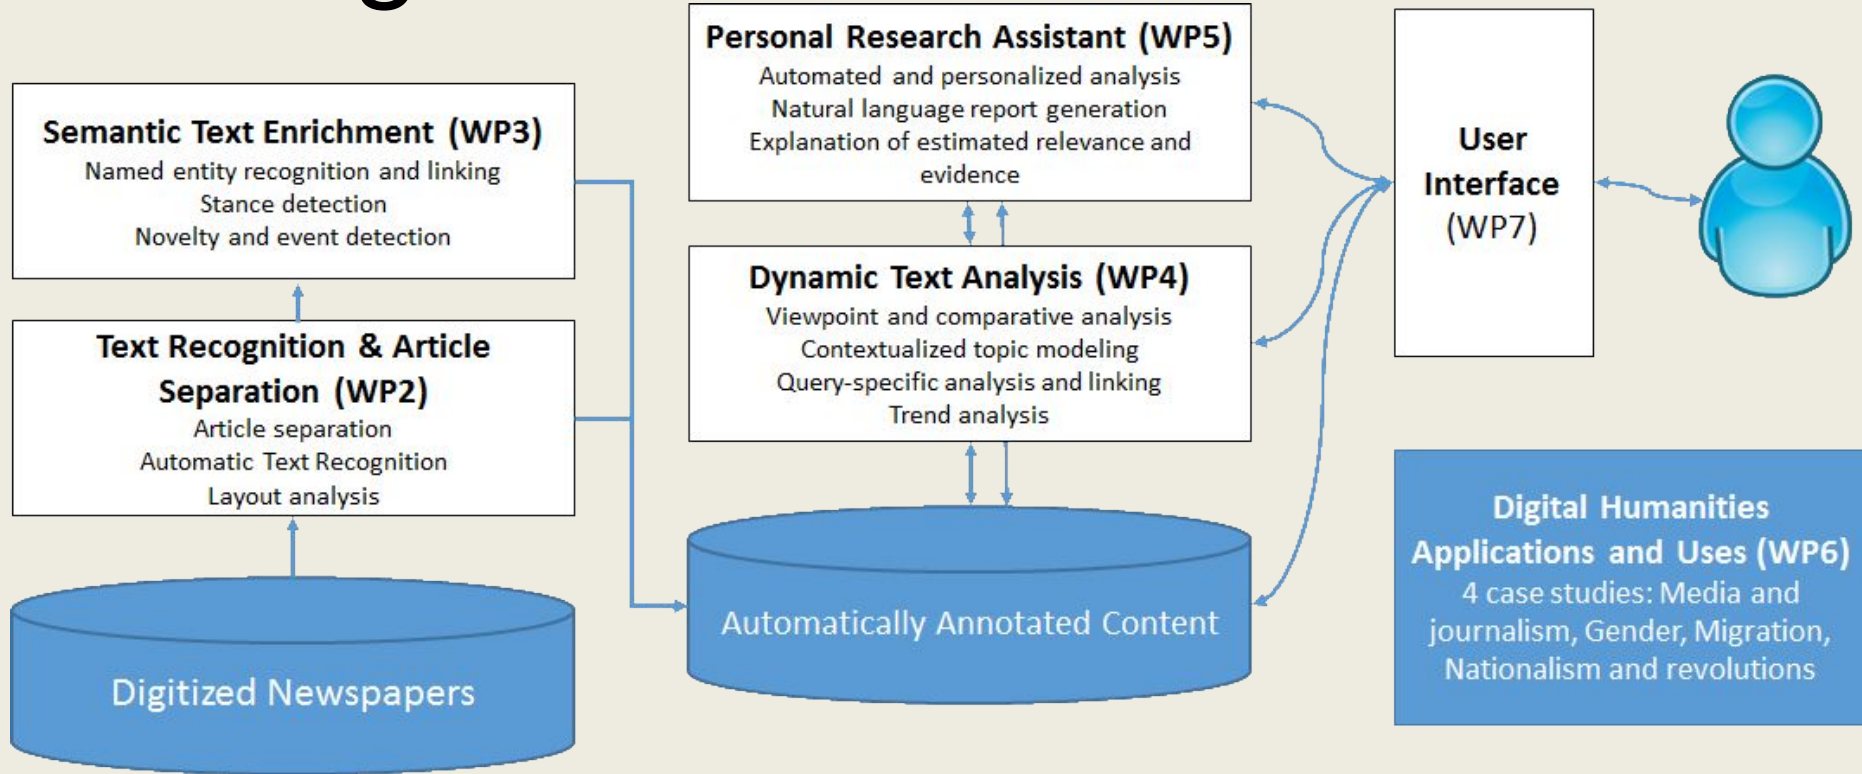 Semantic Text Enrichment (WP3)
Named entity recognition and linking
Stance detection
Novelty and event detection
Text Recognition & Article
Separation (WP2)
Article separation
Automatic Text Recognition
Layout analysis
Digitized Newspapers
Personal Research Assistant (WP5)
Automated and personalized analysis
Natural language report generation
Explanation of estimated relevance and
evidence
Dynamic Text Analysis (WP4)
Viewpoint and comparative analysis
Contextualized topic modeling
Query-specific analysis and linking
Trend analysis
Automatically Annotated Content
User
Interface
(WP7)
Digital Humanities
Applications and Uses (WP6)
4 case studies: Media and
journalism, Gender, Migration,
Nationalism and revolutions